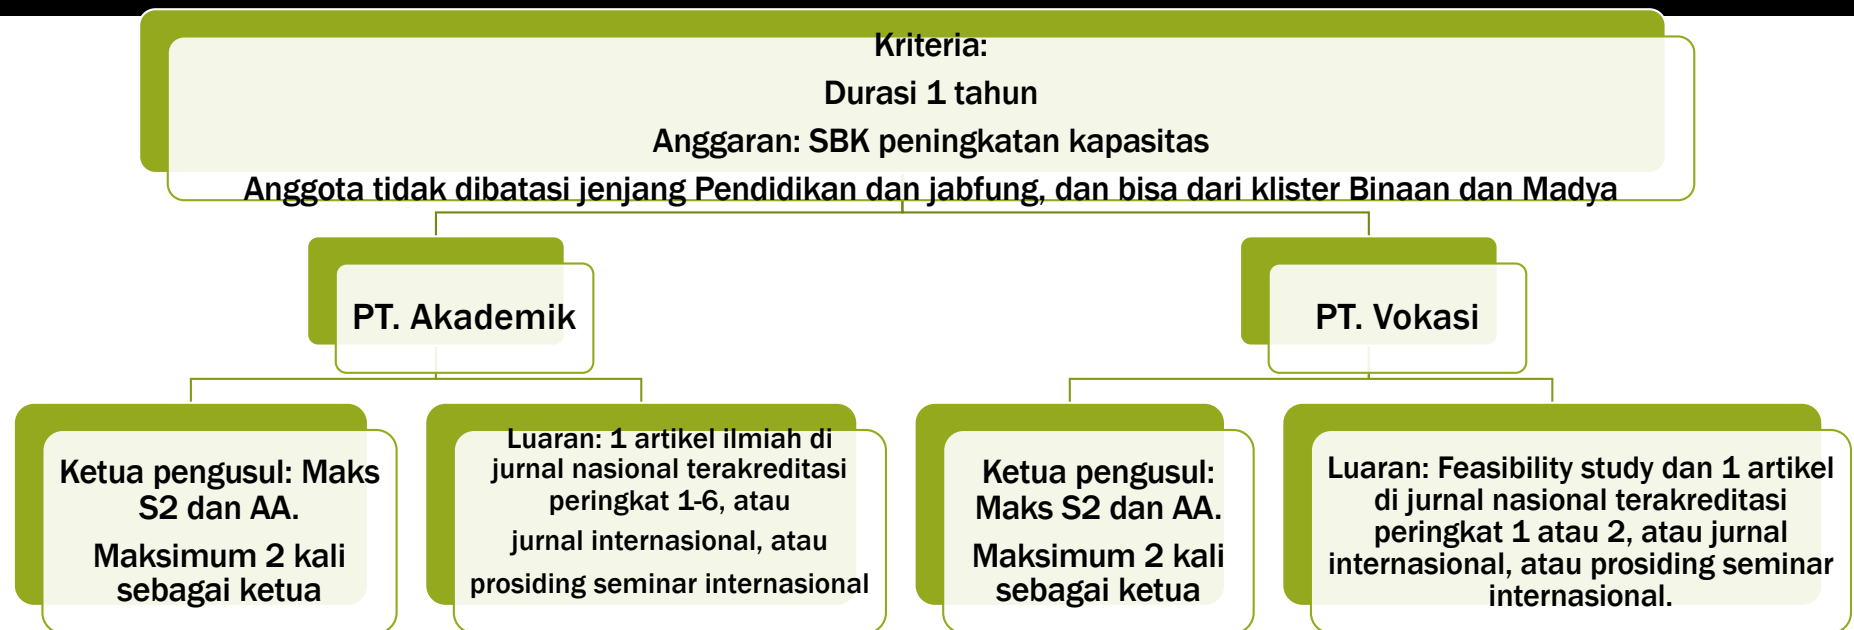 Kriteria:
Durasi 1 tahun
Anggaran: SBK peningkatan kapasitas
Anggota tidak dibatasi jenjang Pendidikan dan jabfung, dan bisa dari klister Binaan dan Madya
PT. Akademik
PT. Vokasi
Ketua pengusul: Maks
S2 dan AA.
Maksimum 2 kali
sebagai ketua
Luaran: 1 artikel ilmiah di
jurnal nasional terakreditasi
peringkat 1-6, atau
jurnal internasional, atau
prosiding seminar internasional
Ketua pengusul:
Maks S2 dan AA.
Maksimum 2 kali
sebagai ketua
Luaran: Feasibility study dan 1 artikel
di jurnal nasional terakreditasi
peringkat 1 atau 2, atau jurnal
internasional, atau prosiding seminar
internasional.